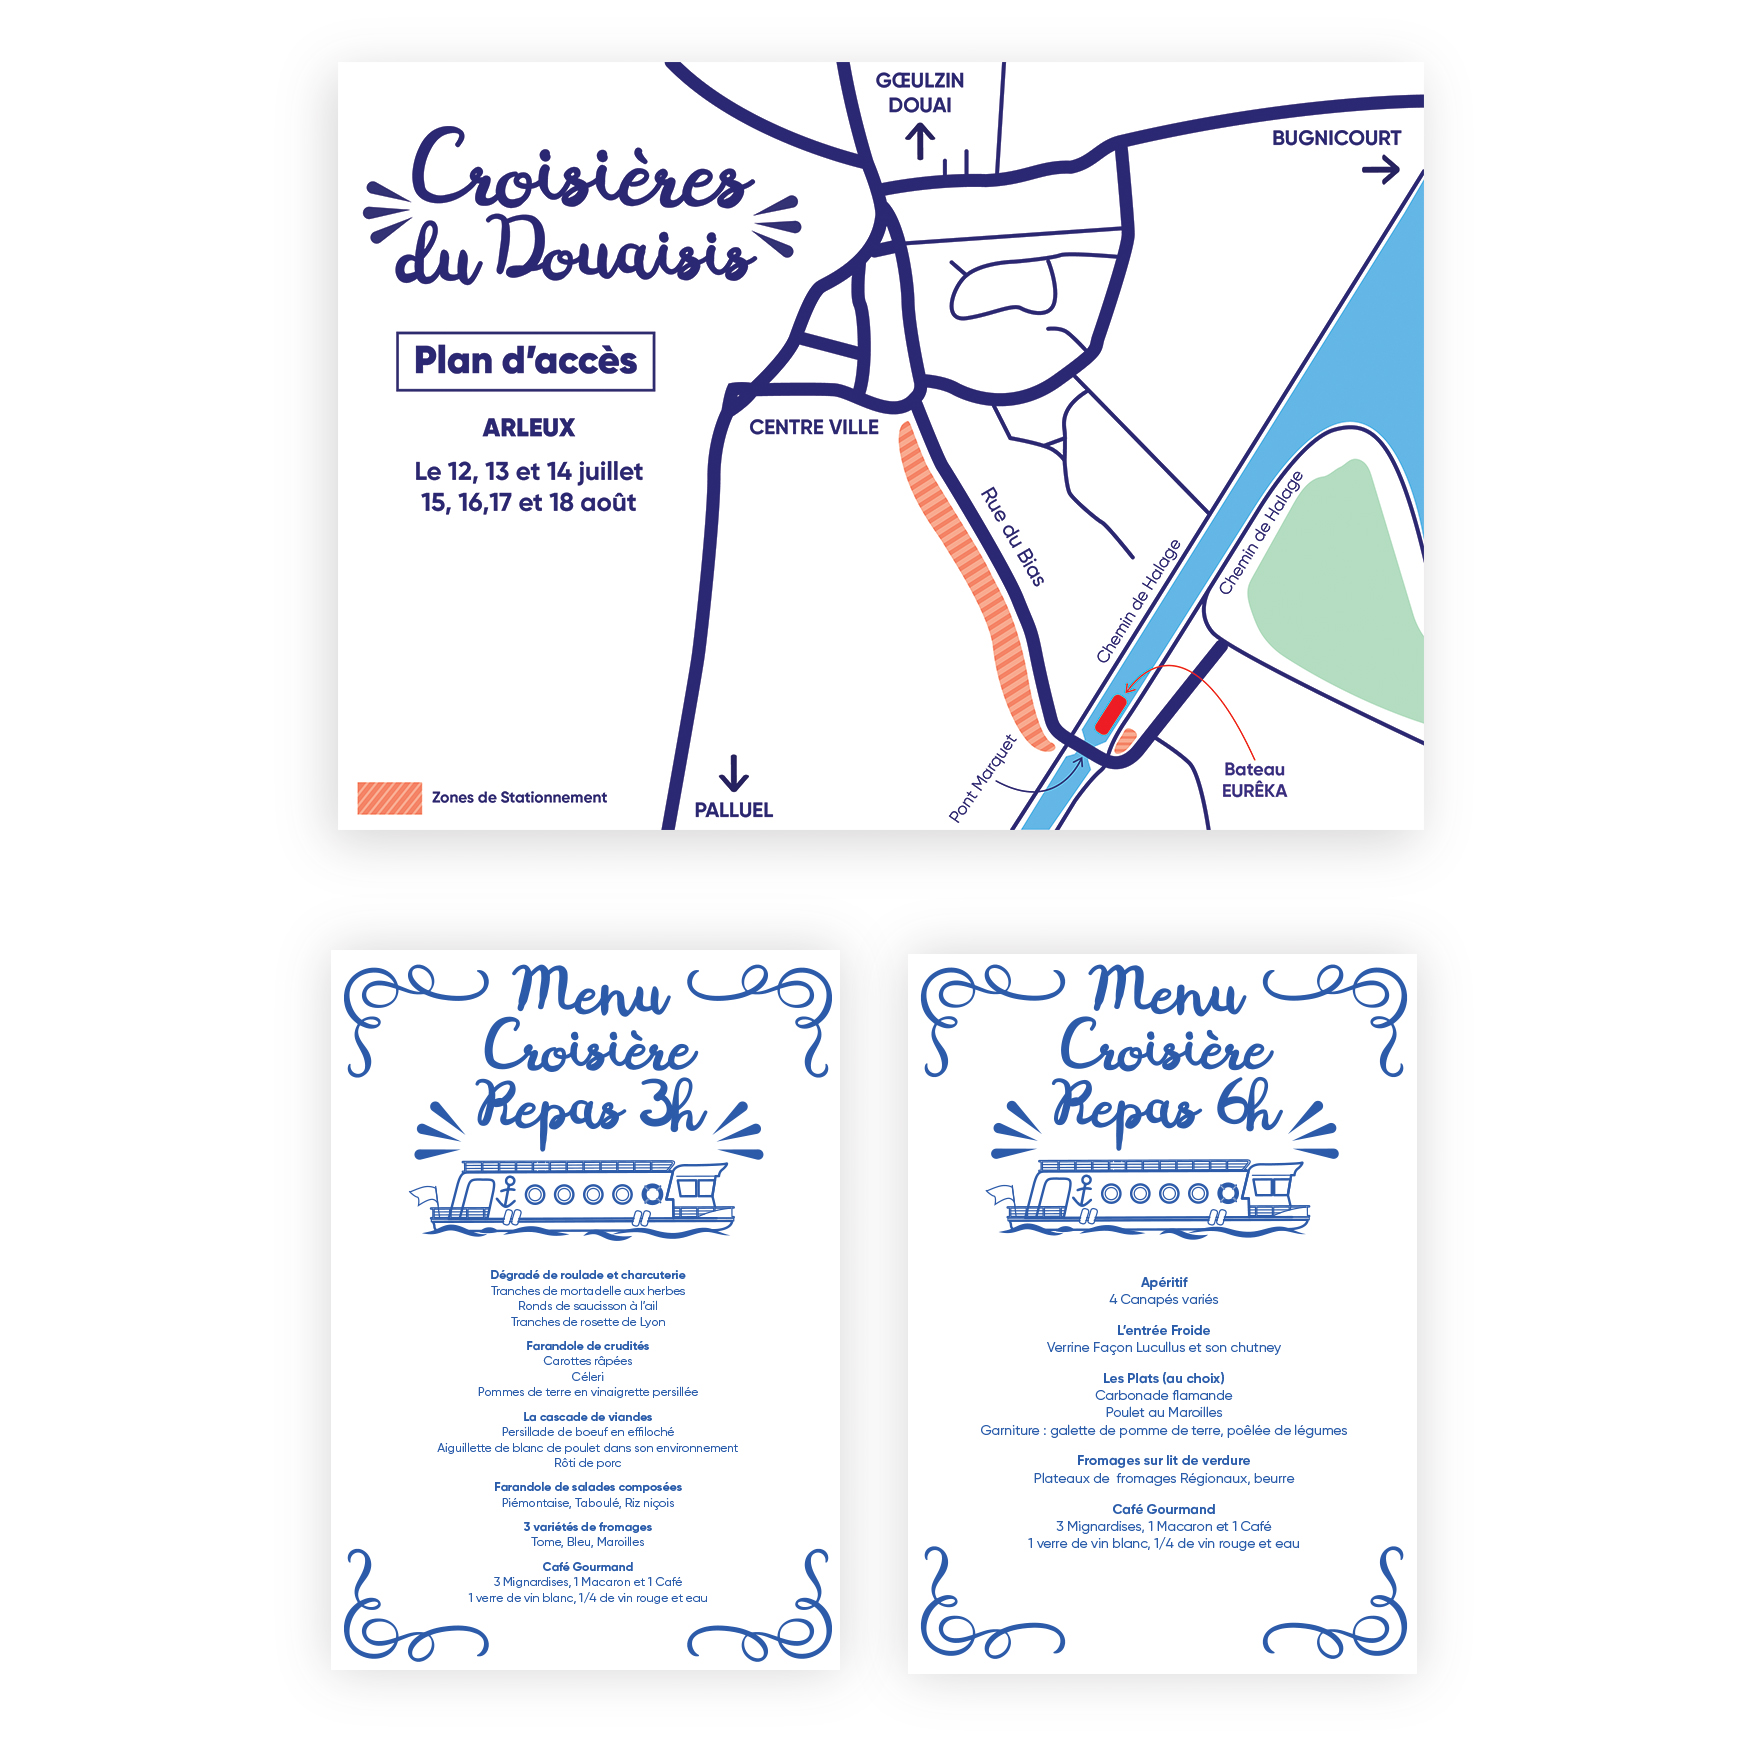 Croisières
du Douaisis
Plan d'accès
ARLEUX
Le 12, 13 et 14 juillet
15, 16,17 et 18 août
GŒULZIN
DOUAI
BUGNICOURT
CENTRE VILLE
Rue du Bias
Chemin de Halage
Chemin de Halage
Pont Marquet
Bateau
EURÊKA
PALLUEL
Zones de Stationnement
Menu
Croisière
Repas 3h
Dégradé de roulade et charcuterie
Tranches de mortadelle aux herbes
Ronds de saucisson à l'ail
Tranches de rosette de Lyon
Farandole de crudités
Carottes râpées
Céleri
Pommes de terre en vinaigrette persillée
La cascade de viandes
Persillade de boeuf en effiloché
Aiguillette de blanc de poulet dans son environnement
Rôti de porc
Farandole de salades composées
Piémontaise, Taboulé, Riz niçois
3 variétés de fromages
Tome, Bleu, Maroilles
Café Gourmand
3 Mignardises, 1 Macaron et 1 Café
1 verre de vin blanc, 1/4 de vin rouge et eau
Menu
Croisière
Repas 6h
Apéritif
4 Canapés variés
L'entrée Froide
Verrine Façon Lucullus et son chutney
Les Plats (au choix)
Carbonade flamande
Poulet au Maroilles
Garniture : galette de pomme de terre, poêlée de légumes
Fromages sur lit de verdure
Plateaux de  fromages Régionaux, beurre
Café Gourmand
3 Mignardises, 1 Macaron et 1 Café
1 verre de vin blanc, 1/4 de vin rouge et eau